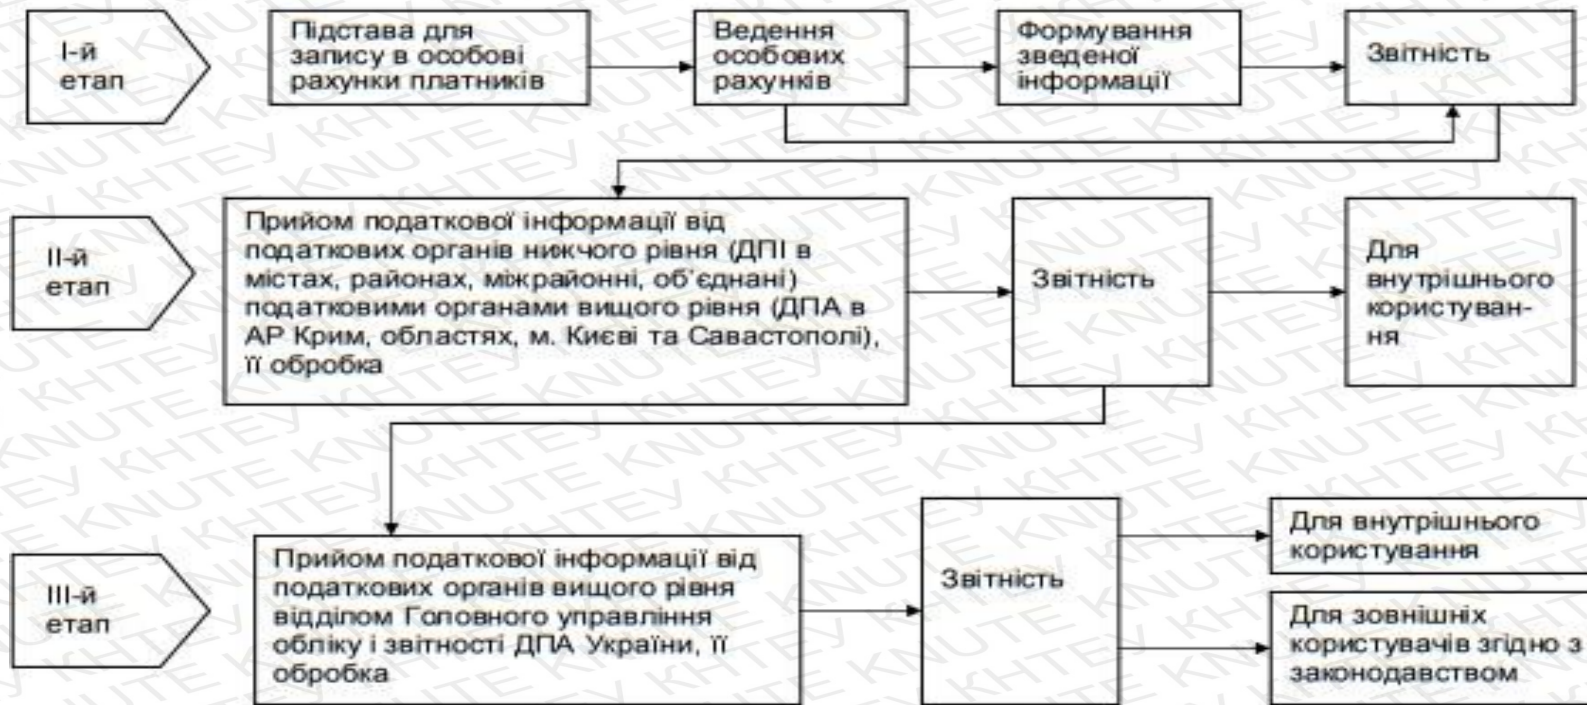 І-й
етап
Підстава для
запису в особові
рахунки платників
Ведення
особових
рахунків
Формування
зведеної
інформації
Звітність
ІІ-й
етап
Прийом податкової інформації від
податкових органів нижчого рівня (ДПІ в
містах, районах, міжрайонні, об'єднані)
податковими органами вищого рівня (ДПА в
АР Крим, областях, м. Києві та Савастополі),
її обробка
Звітність
Для
внутрішнього
користуван-
ня
ІІІ-й
етап
Прийом податкової інформації від
податкових органів вищого рівня
відділом Головного управління
обліку і звітності ДПА України, її
обробка
Звітність
Для внутрішнього
користування
Для зовнішніх
користувачів згідно з
законодавством